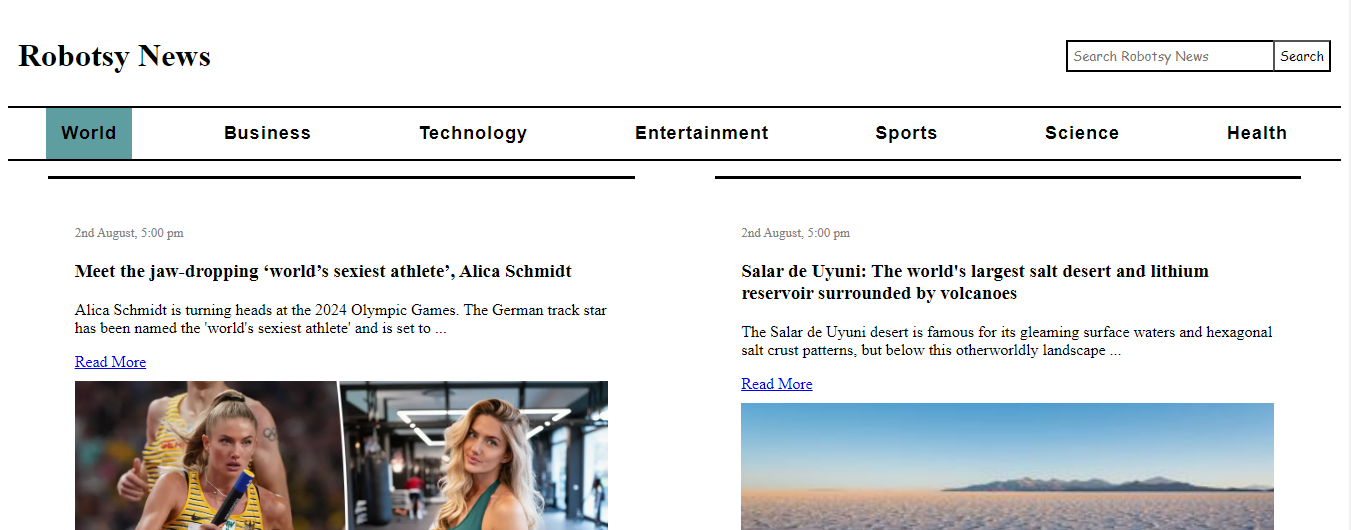 Robotsy News
Search Robotsy News
Search
World
Business
Technology
Entertainment
Sports
Science
Health
2nd August, 5:00 pm
Meet the jaw-dropping ‘world’s sexiest athlete’, Alica Schmidt
Alica Schmidt is turning heads at the 2024 Olympic Games. The German track star
has been named the 'world's sexiest athlete' and is set to ...
Read More
2nd August, 5:00 pm
Salar de Uyuni: The world's largest salt desert and lithium
reservoir surrounded by volcanoes
The Salar de Uyuni desert is famous for its gleaming surface waters and hexagonal
salt crust patterns, but below this otherworldly landscape ...
Read More